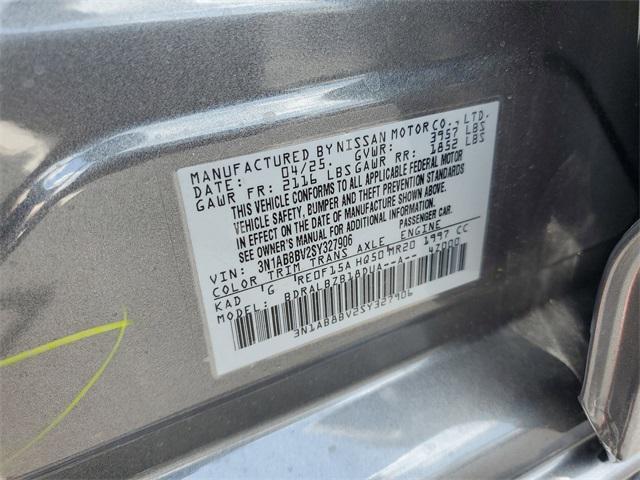 MANUFACTURED BY NISSAN MOTOR CO., LTD.
DATE: 04/25. GVWR: 3957 LBS
GAWR FR: 2116 LBS GAWR RR: 1852 LBS
THIS VEHICLE CONFORMS TO ALL APPLICABLE FEDERAL MOTOR
VEHICLE SAFETY, BUMPER AND THEFT PREVENTION STANDARDS
IN EFFECT ON THE DATE OF MANUFACTURE SHOWN ABOVE.
SEE OWNER'S MANUAL FOR ADDITIONAL INFORMATION.
VIN: 3N1AB8BV2SY327906 PASSENGER CAR.
COLOR TRIM TRANS AXLE ENGINE
KAD G RE0F15A HQ50 MR20 1997 CC
MODEL: BDRALBZB18DUA--A-- 47000
3N1AB8BV2SY327906